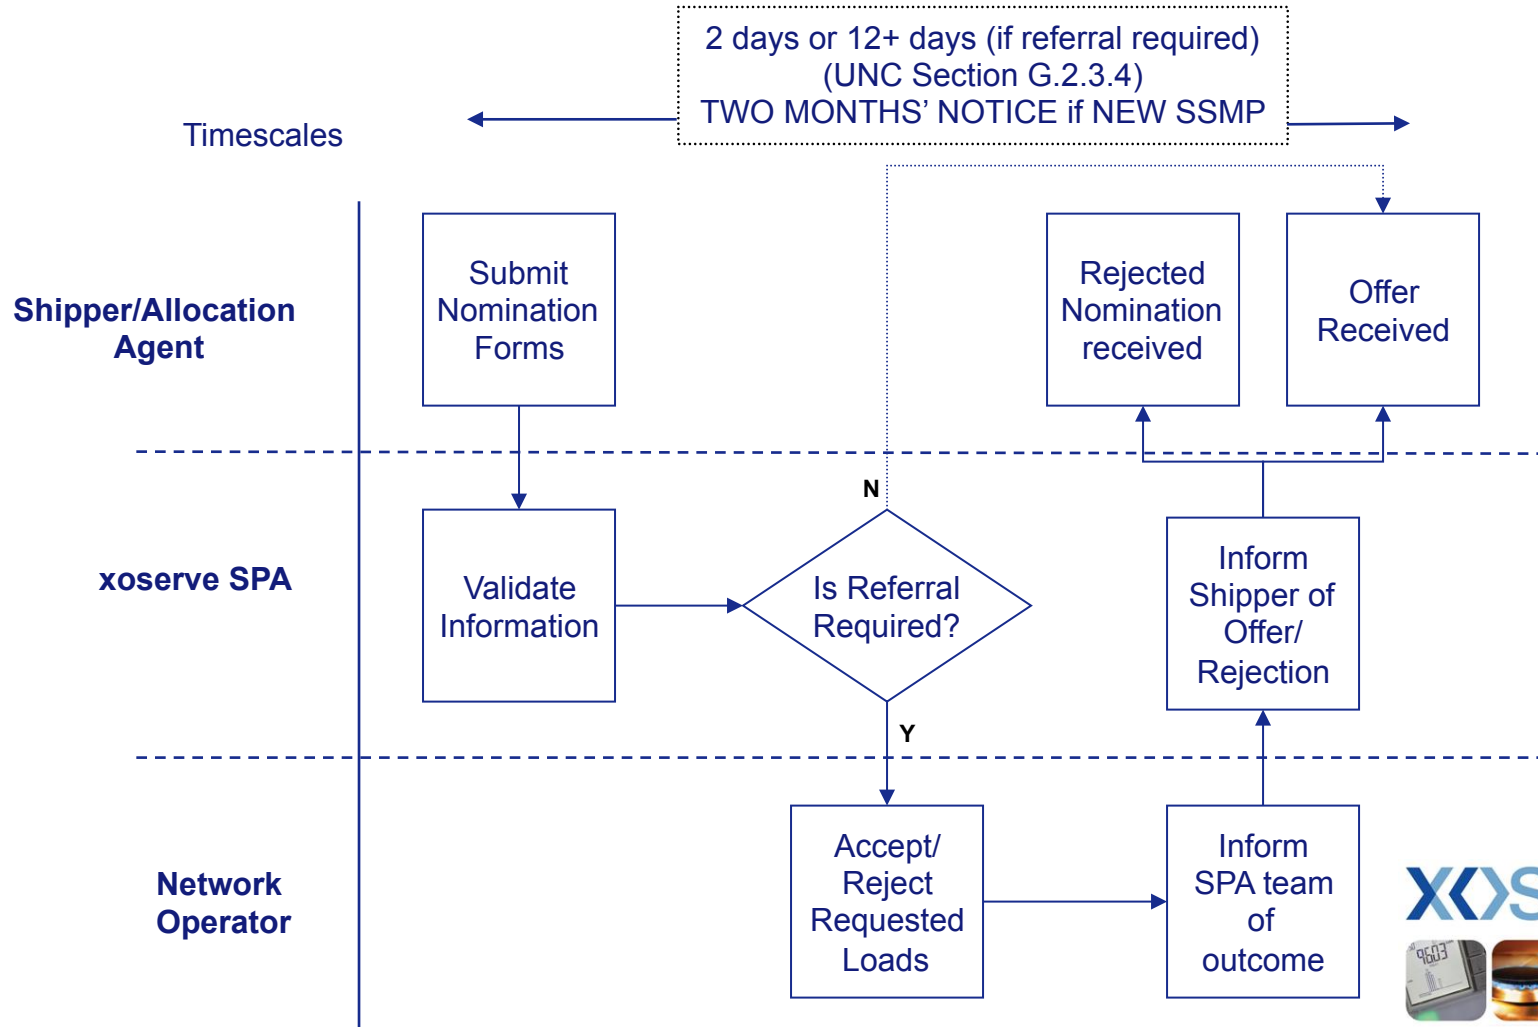 2 days or 12+ days (if referral required)
(UNC Section G.2.3.4)
TWO MONTHS' NOTICE if NEW SSMP
Timescales
Shipper/Allocation
Agent
Submit
Nomination
Forms
Rejected
Nomination
received
Offer
Received
xoserve SPA
Validate
Information
N
Is Referral
Required?
Y
Inform
Shipper of
Offer/
Rejection
Network
Operator
Accept/
Reject
Requested
Loads
Inform
SPA team
of
outcome
XOS
9603